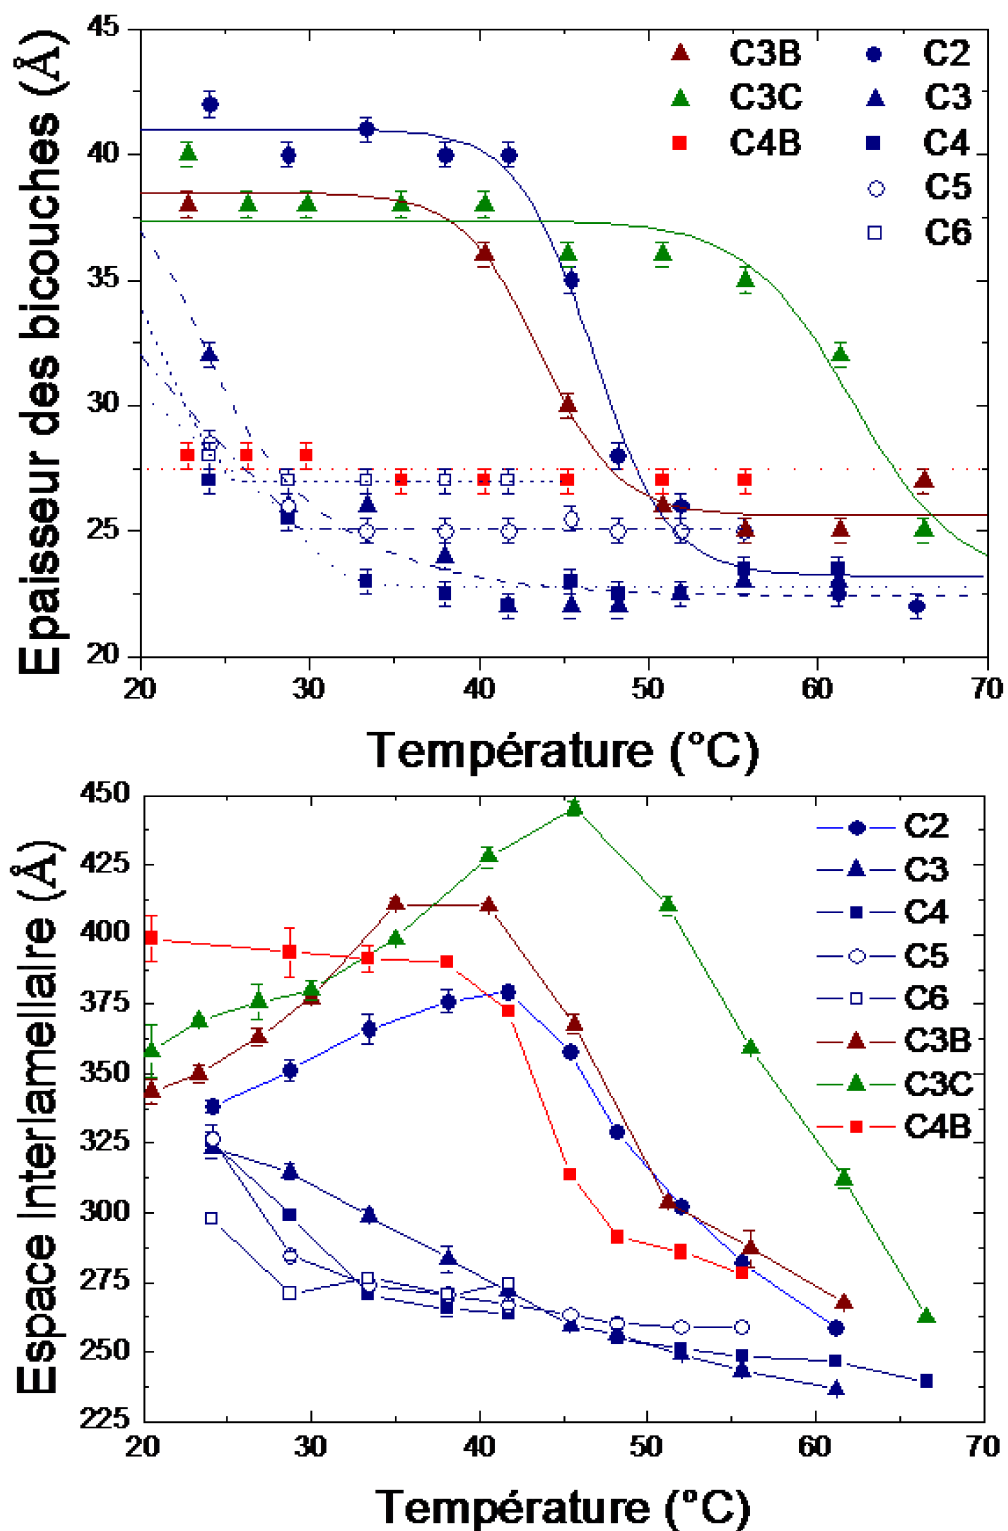 Epaisseur des bicouches (Å)
45
40
35
30
25
20
C3B C2
C3C C3
C4B C4
C5
C6
20 30 40 50 60 70
Température (°C)
Espace Interlamellaire (Å)
450
425
400
375
350
325
300
275
250
225
C2
C3
C4
C5
C6
C3B
C3C
C4B
20 30 40 50 60 70
Température (°C)